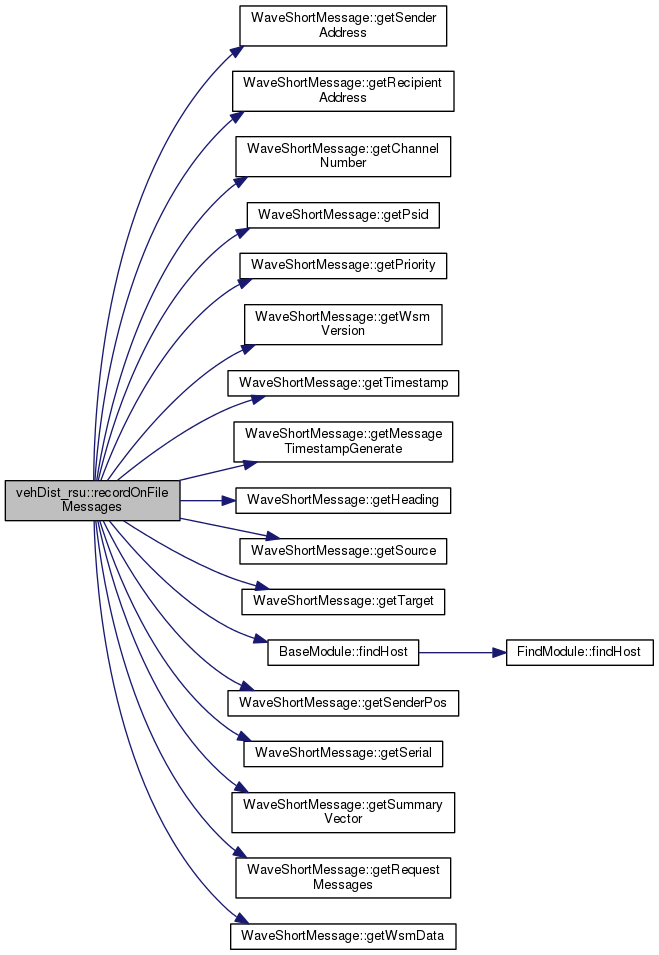 WaveShortMessage::getSender
Address
WaveShortMessage::getRecipient
Address
WaveShortMessage::getChannel
Number
WaveShortMessage::getPsid
WaveShortMessage::getPriority
WaveShortMessage::getWsm
Version
WaveShortMessage::getTimestamp
WaveShortMessage::getMessage
TimestampGenerate
vehDist_rsu::recordOnFile
Messages
WaveShortMessage::getHeading
WaveShortMessage::getSource
WaveShortMessage::getTarget
BaseModule::findHost
FindModule::findHost
WaveShortMessage::getSenderPos
WaveShortMessage::getSerial
WaveShortMessage::getSummary
Vector
WaveShortMessage::getRequest
Messages
WaveShortMessage::getWsmData